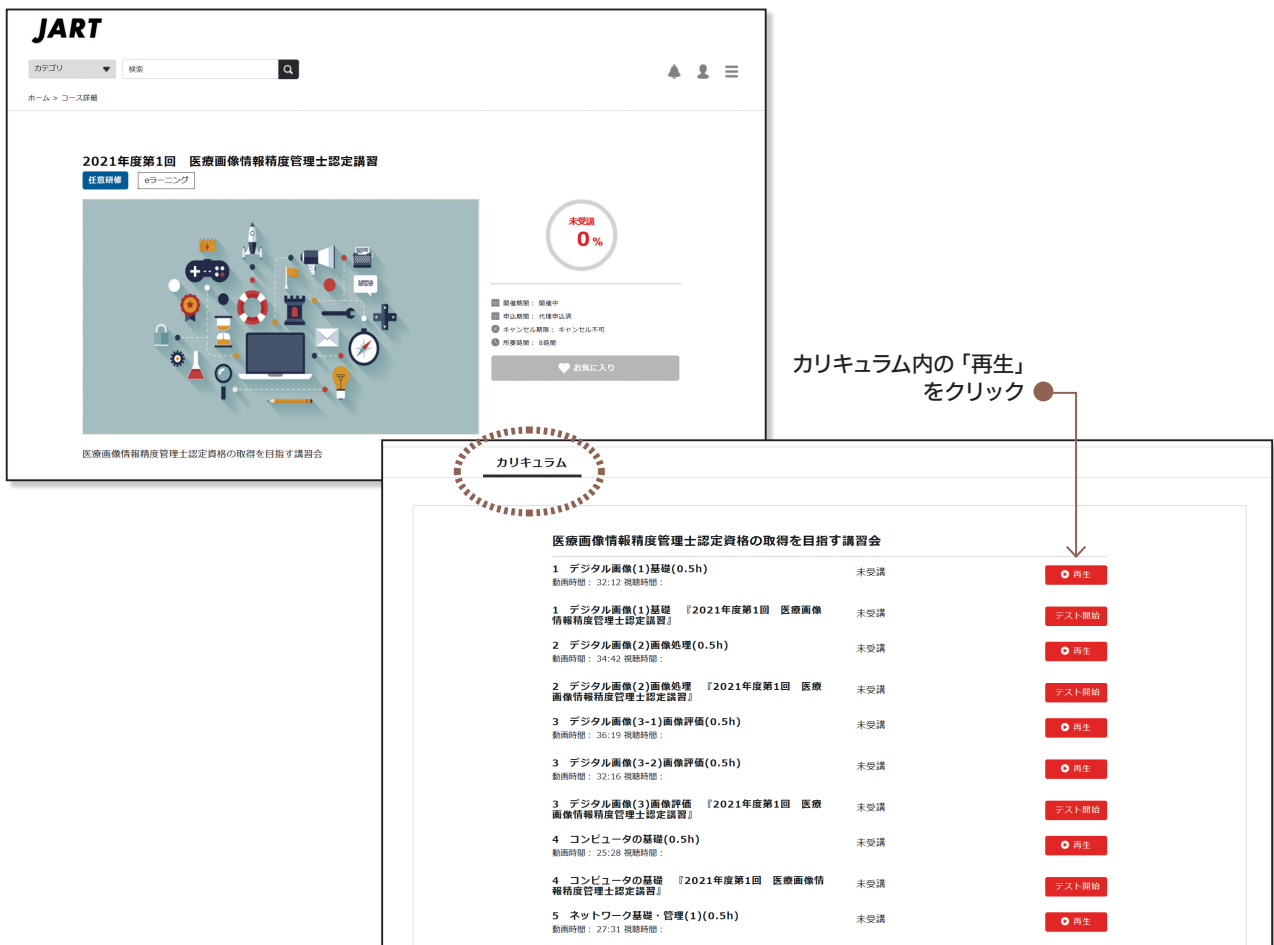 JART
カテゴリ
検索
ホーム > コース詳細
2021年度第1回　医療画像情報精度管理士認定講習
任意研修
eラーニング
未受講
0 %
開催期間： 開催中
申込期間： 代理申込済
キャンセル期限： キャンセル不可
所要時間： 8時間
お気に入り
医療画像情報精度管理士認定資格の取得を目指す講習会
カリキュラム内の「再生」
をクリック
カリキュラム
医療画像情報精度管理士認定資格の取得を目指す講習会
1　デジタル画像(1)基礎(0.5h)
動画時間： 32:12 視聴時間：
未受講
再生
1　デジタル画像(1)基礎　『2021年度第1回　医療画像
情報精度管理士認定講習』
未受講
テスト開始
2　デジタル画像(2)画像処理(0.5h)
動画時間： 34:42 視聴時間：
未受講
再生
2　デジタル画像(2)画像処理　『2021年度第1回　医療
画像情報精度管理士認定講習』
未受講
テスト開始
3　デジタル画像(3-1)画像評価(0.5h)
動画時間： 36:19 視聴時間：
未受講
再生
3　デジタル画像(3-2)画像評価(0.5h)
動画時間： 32:16 視聴時間：
未受講
再生
3　デジタル画像(3)画像評価　『2021年度第1回　医療
画像情報精度管理士認定講習』
未受講
テスト開始
4　コンピュータの基礎(0.5h)
動画時間： 25:28 視聴時間：
未受講
再生
4　コンピュータの基礎　『2021年度第1回　医療画像情
報精度管理士認定講習』
未受講
テスト開始
5　ネットワーク基礎・管理(1)(0.5h)
動画時間： 27:31 視聴時間：
未受講
再生